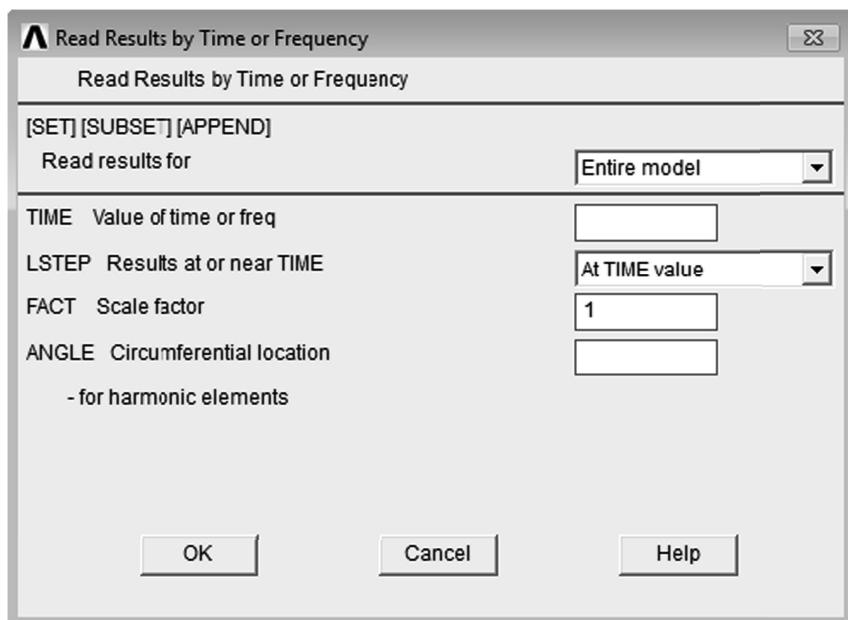 Read Results by Time or Frequency
Read Results by Time or Frequency
[SET] [SUBSET] [APPEND]
Read results for Entire model
TIME Value of time or freq
LSTEP Results at or near TIME At TIME value
FACT Scale factor 1
ANGLE Circumferential location
- for harmonic elements
OK Cancel Help